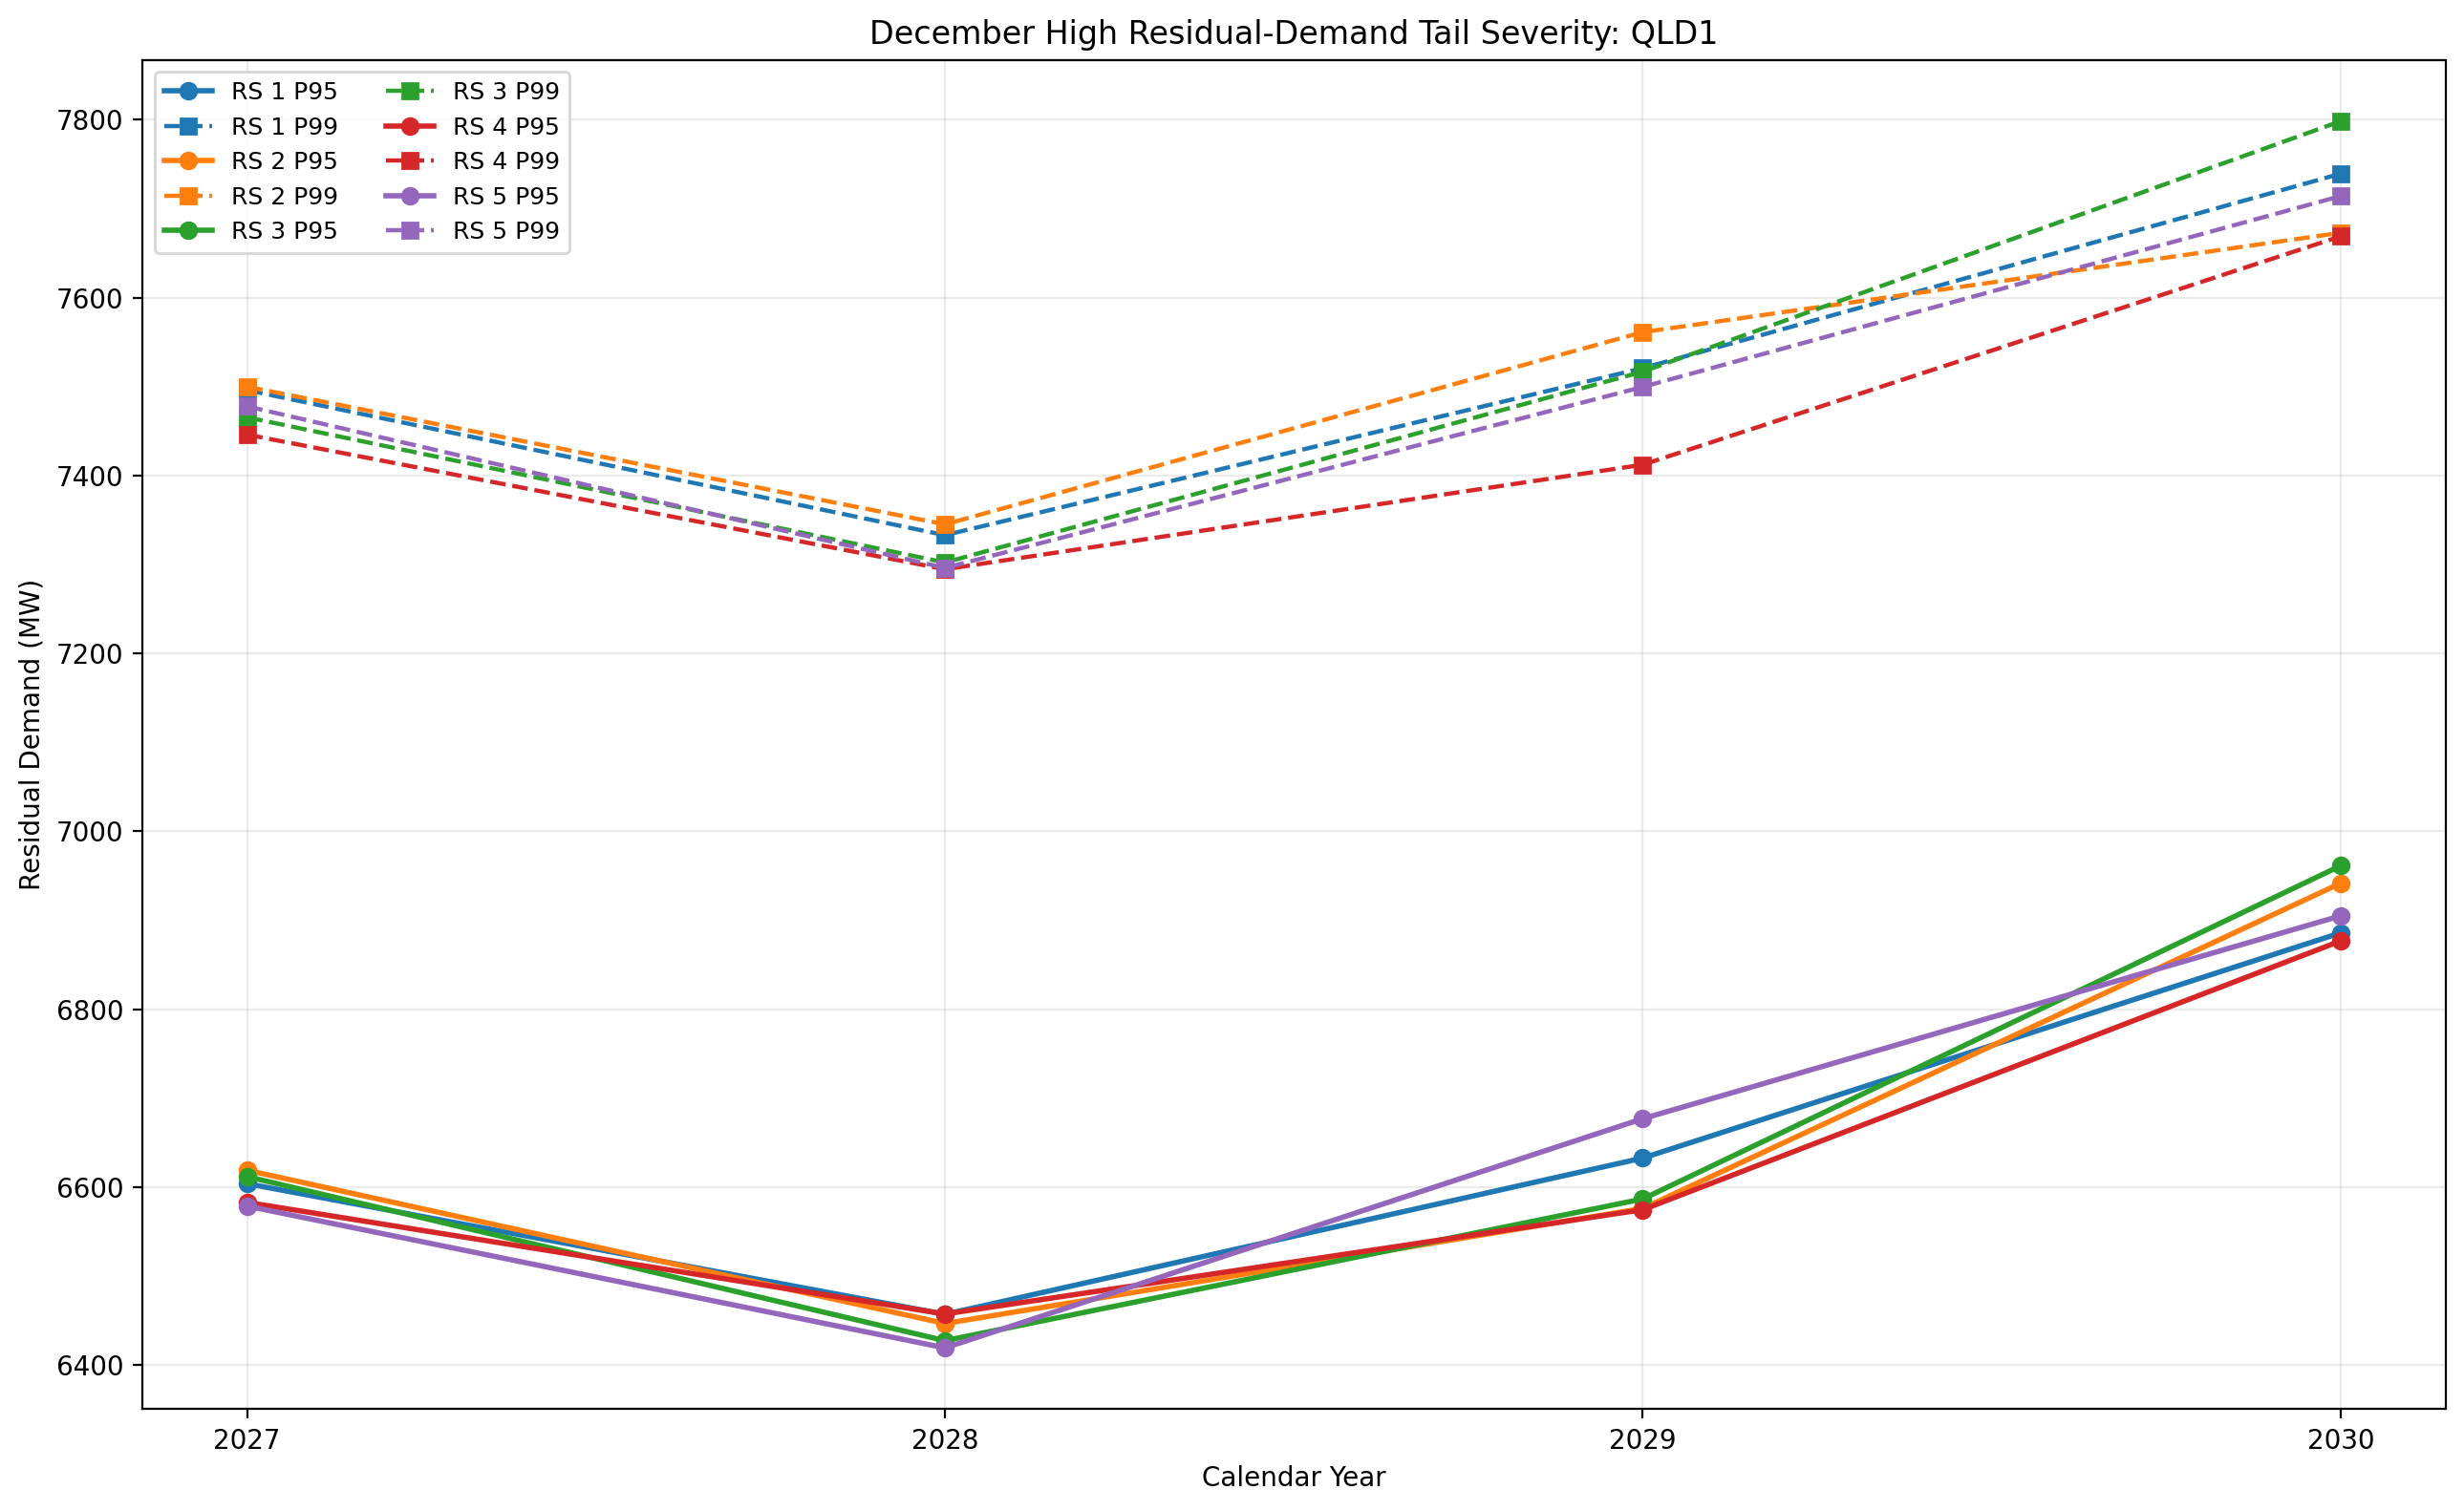 December High Residual-Demand Tail Severity: QLD1
RS 1 P95
RS 1 P99
RS 2 P95
RS 2 P99
RS 3 P95
RS 3 P99
RS 4 P95
RS 4 P99
RS 5 P95
RS 5 P99
Residual Demand (MW)
7800
7600
7400
7200
7000
6800
6600
6400
2027
2028
2029
2030
Calendar Year